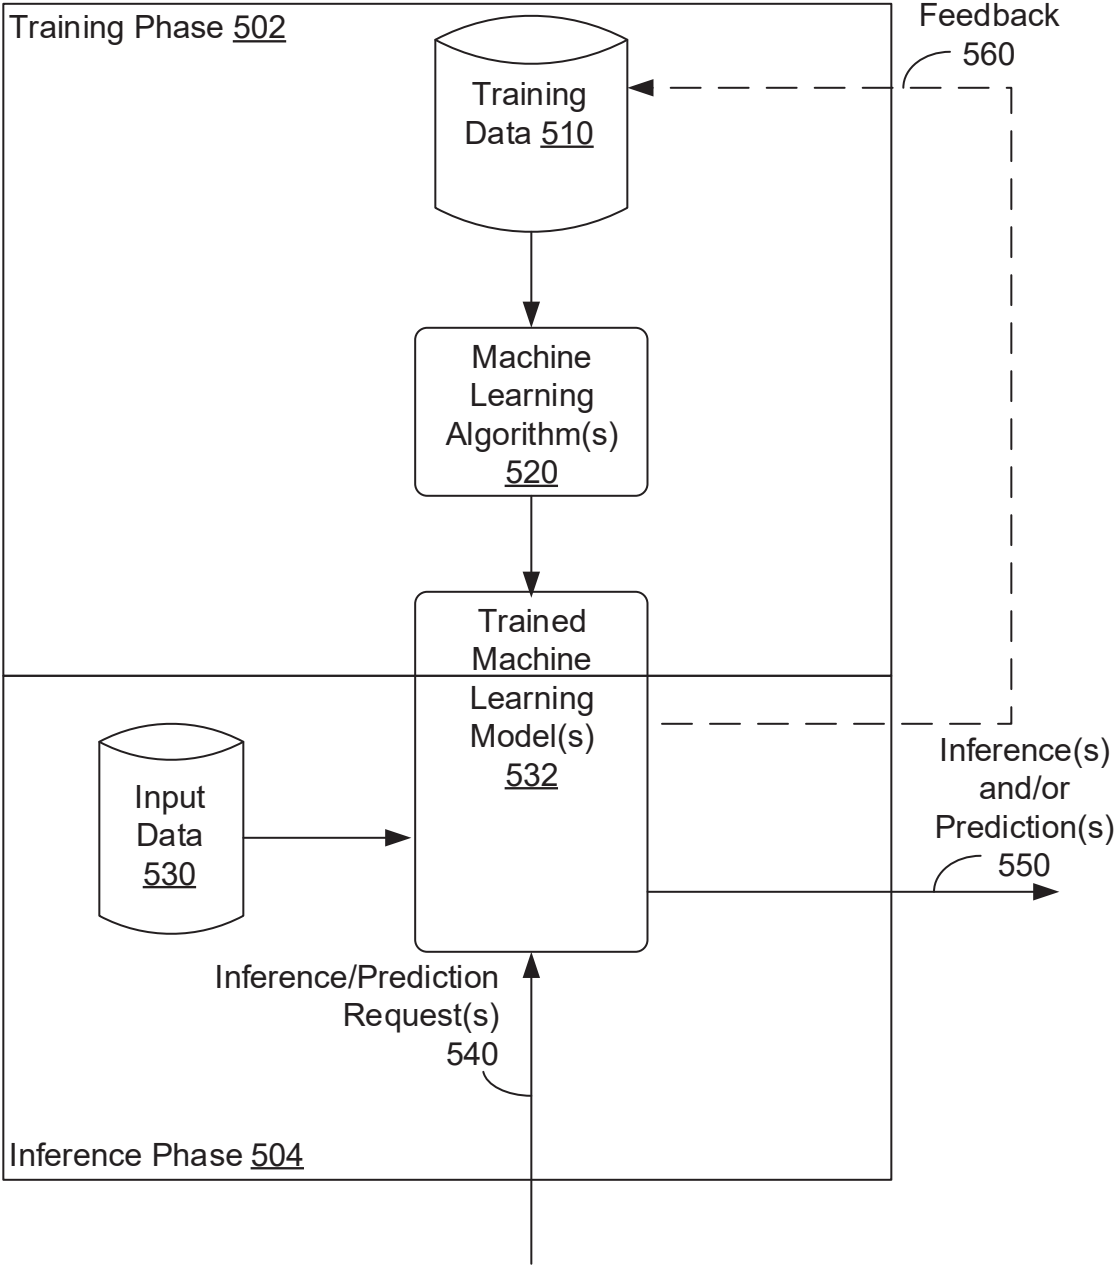 Training Phase 502
Feedback
560
Training
Data 510
Machine
Learning
Algorithm(s)
520
Trained
Machine
Learning
Model(s)
532
Input
Data
530
Inference(s)
and/or
Prediction(s)
550
Inference/Prediction
Request(s)
540
Inference Phase 504